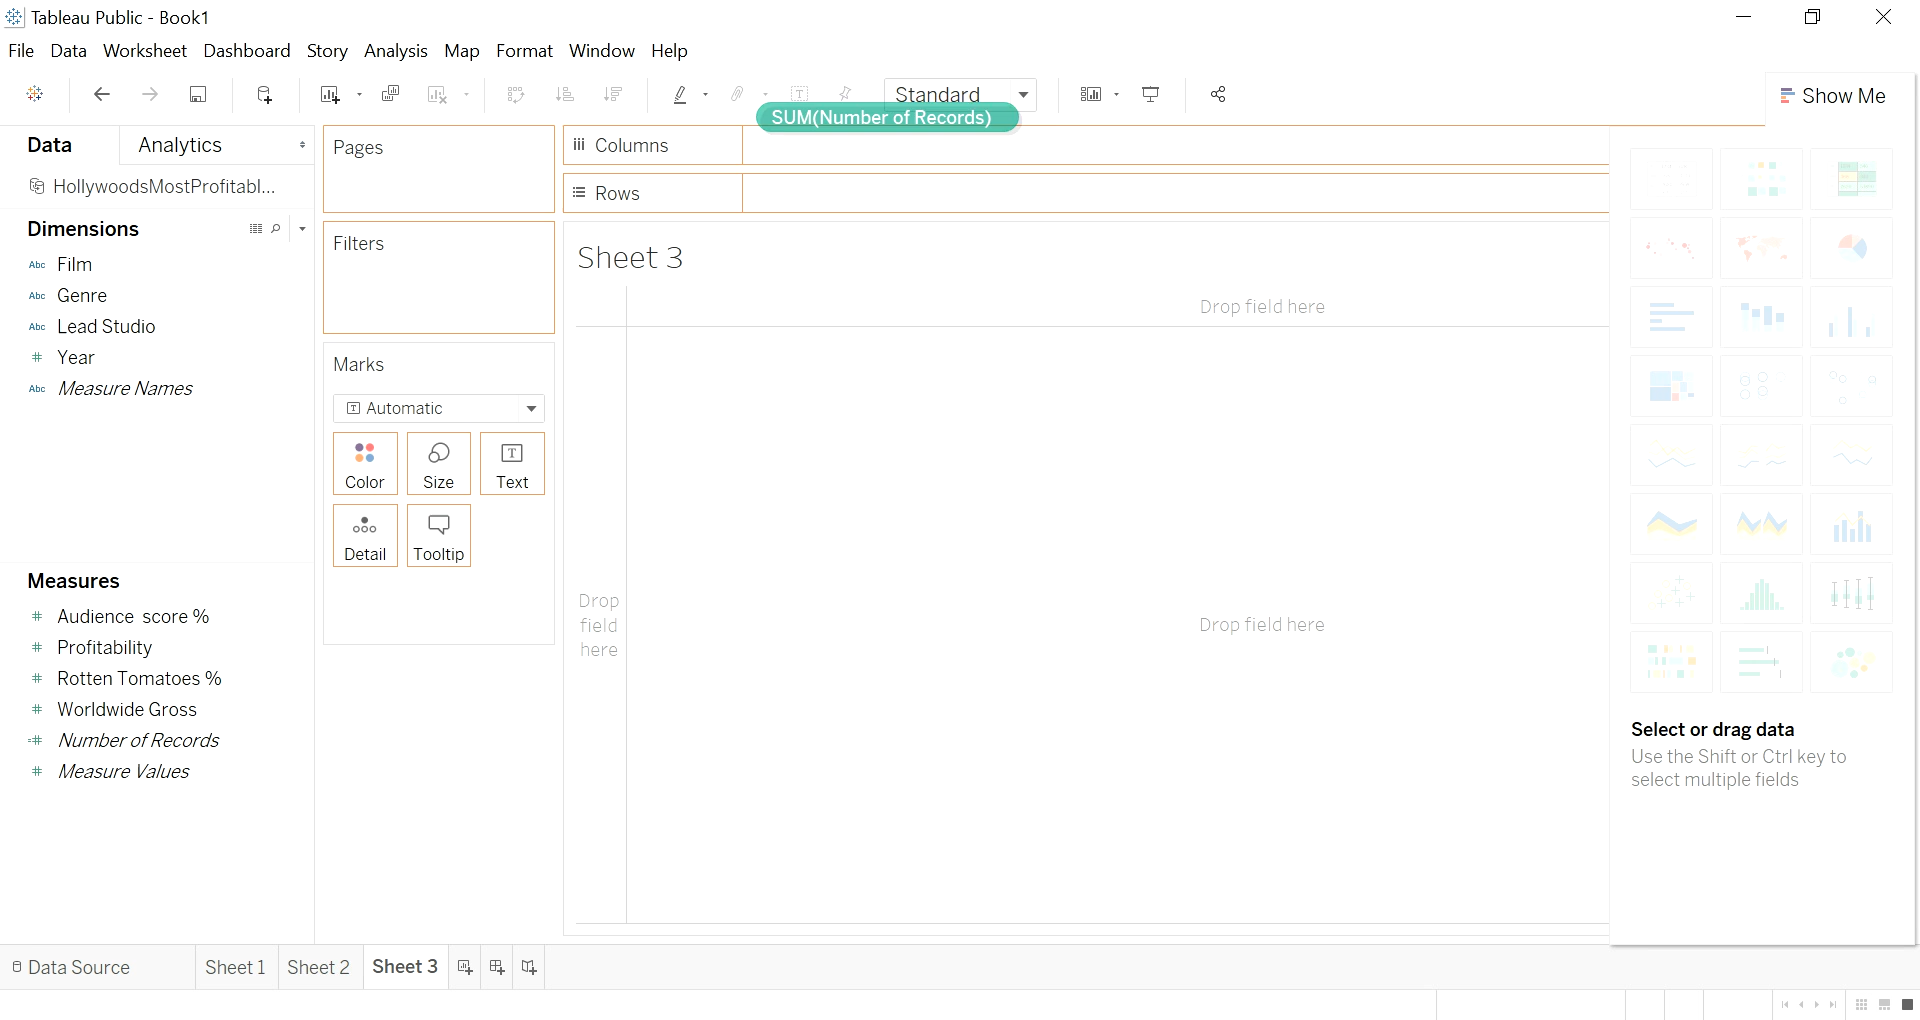 Tableau Public - Book1
File Data Worksheet Dashboard Story Analysis Map Format Window Help
Standard
SUM(Number of Records)
Show Me
Data Analytics
HollywoodsMostProfitabl...
Dimensions
Abc Film
Abc Genre
Abc Lead Studio
# Year
Abc Measure Names
Measures
# Audience score %
# Profitability
# Rotten Tomatoes %
# Worldwide Gross
=# Number of Records
# Measure Values
Pages
Filters
Marks
T Automatic
Color Size Text
Detail Tooltip
Columns
Rows
Sheet 3
Drop field here
Drop
field
here
Drop field here
Select or drag data
Use the Shift or Ctrl key to
select multiple fields
Data Source Sheet 1 Sheet 2 Sheet 3